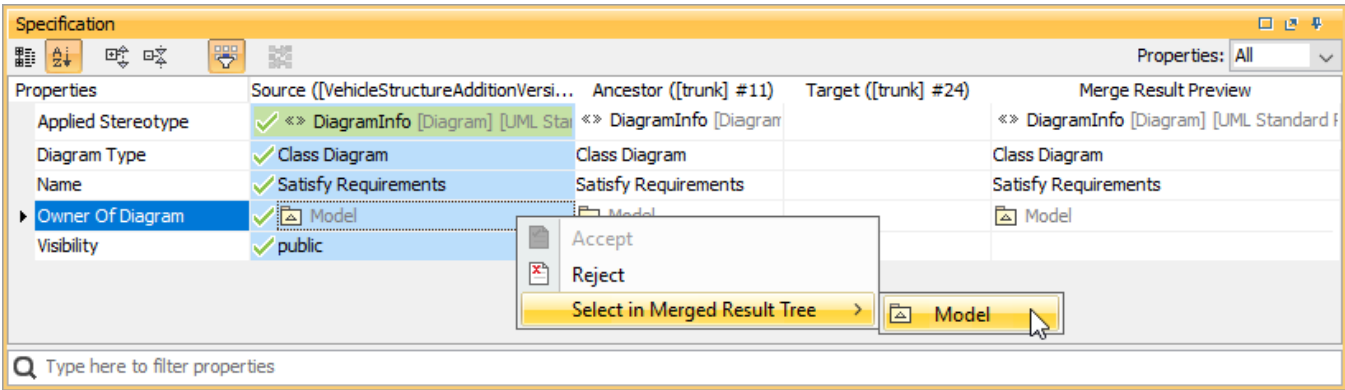 Specification
Properties: All
Properties Source ([VehicleStructureAdditionVersi... Ancestor ([trunk] #11) Target ([trunk] #24) Merge Result Preview
Applied Stereotype «» DiagramInfo [Diagram] [UML Star «» DiagramInfo [Diagram «» DiagramInfo [Diagram] [UML Standard P
Diagram Type Class Diagram Class Diagram Class Diagram
Name Satisfy Requirements Satisfy Requirements Satisfy Requirements
Owner Of Diagram Model Model Model
Visibility public
Accept
Reject
Select in Merged Result Tree
Model
Type here to filter properties